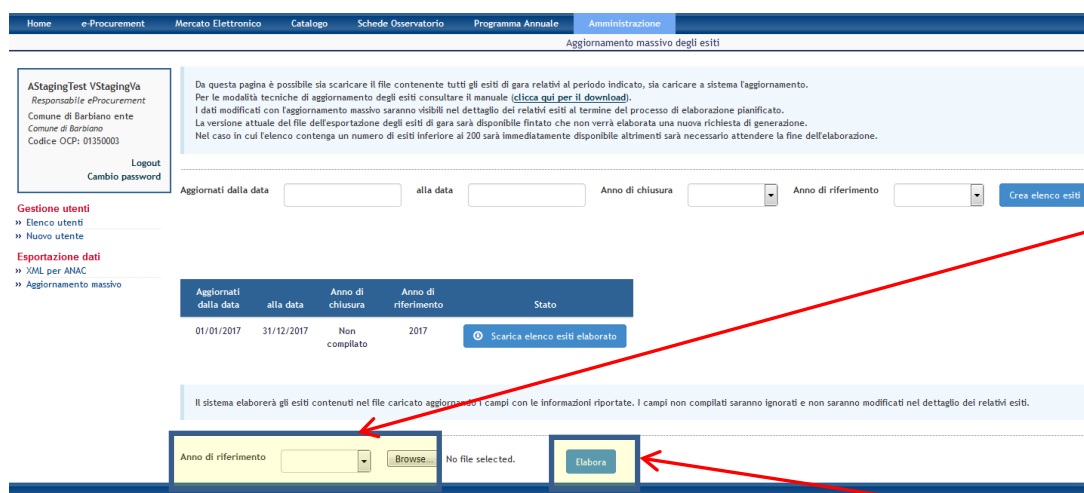 Home e-Procurement Mercato Elettronico Catalogo Schede Osservatorio Programma Annuale Amministrazione
Aggiornamento massivo degli esiti
AStagingTest VStagingVa
Responsabile eProcurement
Comune di Barbiano ente
Comune di Barbiano
Codice OCP: 01350003
Logout
Cambio password
Gestione utenti
» Elenco utenti
» Nuovo utente
Esportazione dati
» XML per ANAC
» Aggiornamento massivo
Da questa pagina è possibile sia scaricare il file contenente tutti gli esiti di gara relativi al periodo indicato, sia caricare a sistema l'aggiornamento.
Per le modalità tecniche di aggiornamento degli esiti consultare il manuale (clicca qui per il download).
I dati modificati con l'aggiornamento massivo saranno visibili nel dettaglio dei relativi esiti al termine del processo di elaborazione pianificato.
La versione attuale del file dell'esportazione degli esiti di gara sarà disponibile fintato che non verrà elaborata una nuova richiesta di generazione.
Nel caso in cui l'elenco contenga un numero di esiti inferiore ai 200 sarà immediatamente disponibile altrimenti sarà necessario attendere la fine dell'elaborazione.
Aggiornati dalla data alla data Anno di chiusura Anno di riferimento Crea elenco esiti
Aggiornati dalla data alla data Anno di chiusura Anno di riferimento Stato
01/01/2017 31/12/2017 Non compilato 2017 Scarica elenco esiti elaborato
Il sistema elaborerà gli esiti contenuti nel file caricato aggiornando i campi con le informazioni riportate. I campi non compilati saranno ignorati e non saranno modificati nel dettaglio dei relativi esiti.
Anno di riferimento Browse... No file selected. Elabora